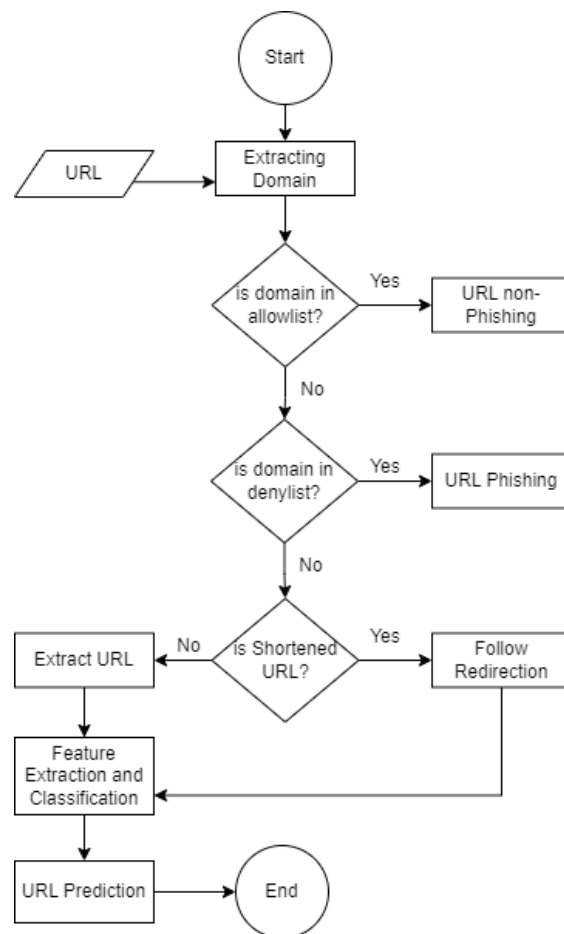 Start
URL
Extracting
Domain
is domain in
allowlist?
Yes
URL non-
Phishing
No
is domain in
denylist?
Yes
URL Phishing
No
Extract URL
No
is Shortened
URL?
Yes
Follow
Redirection
Feature
Extraction and
Classification
URL Prediction
End